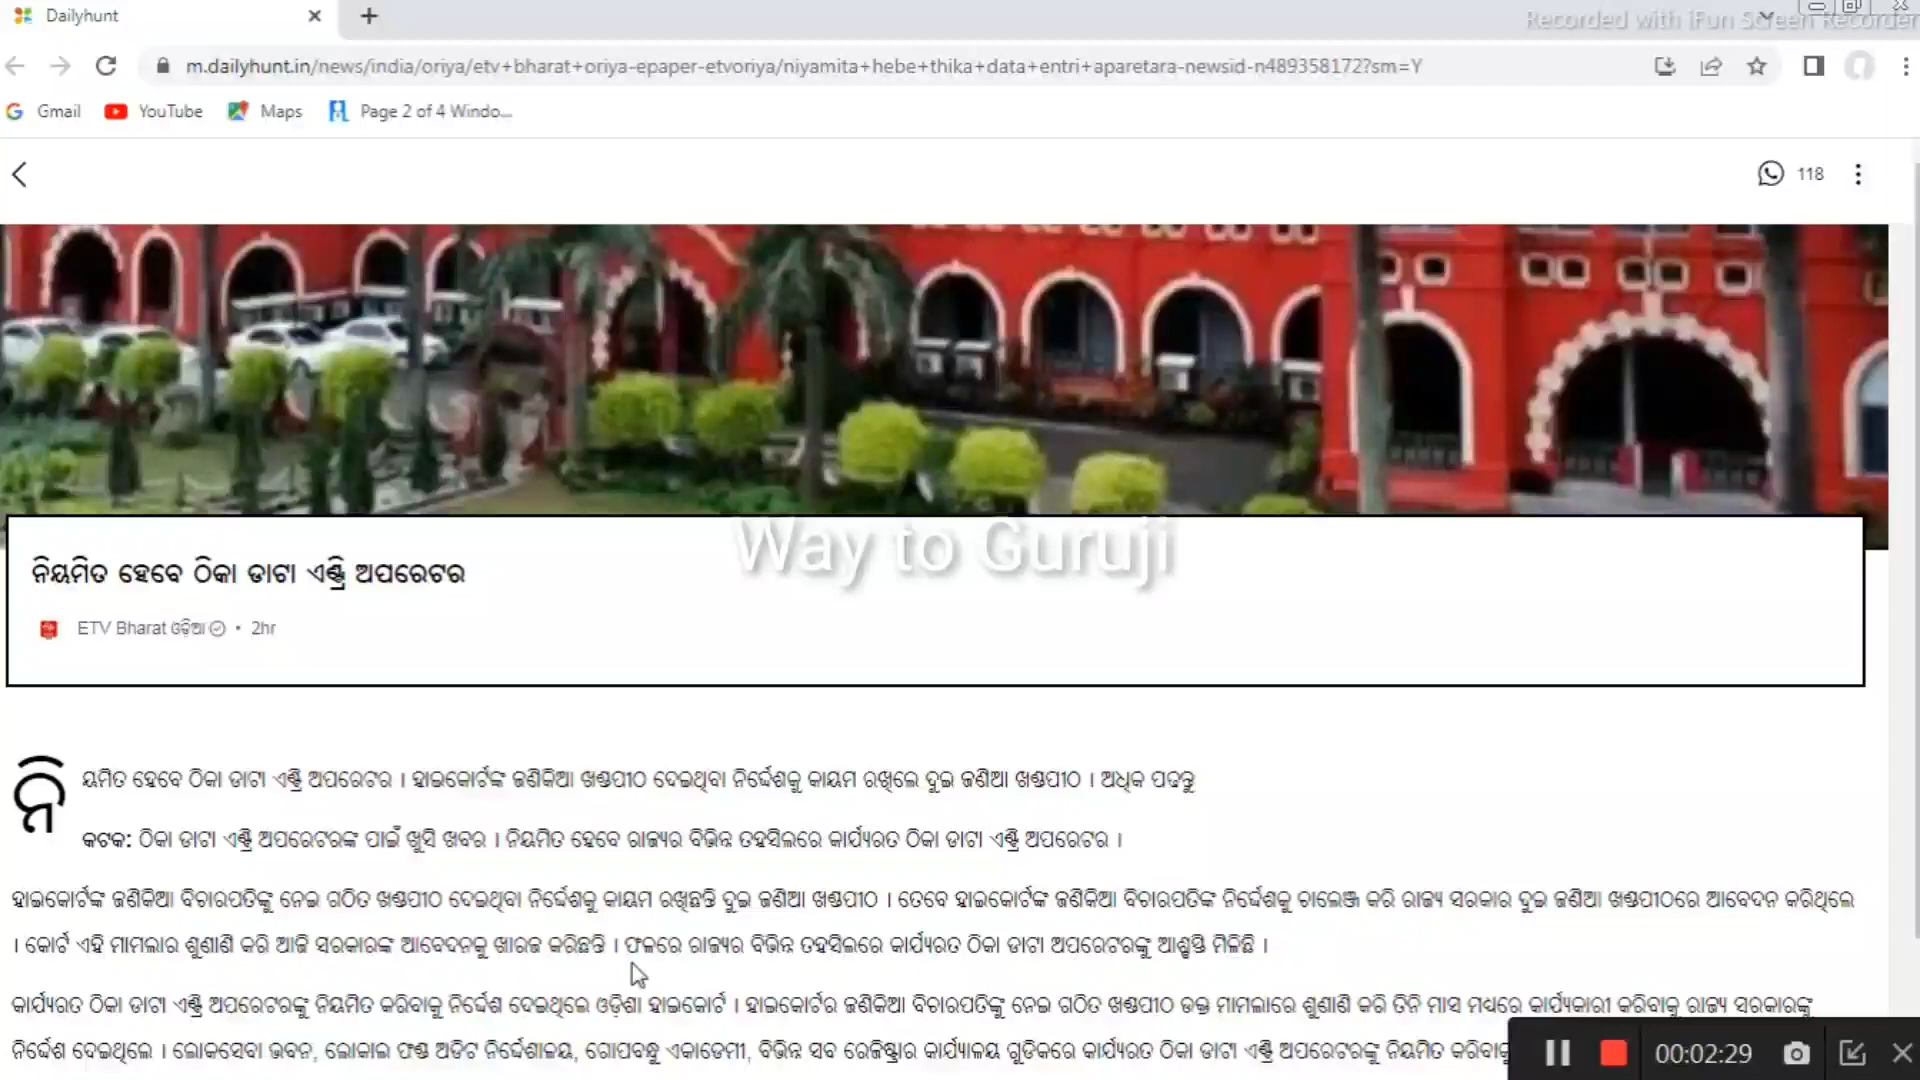 Dailyhunt
Recorded with iFun Screen Recorder
m.dailyhunt.in/news/india/oriya/etv+bharat+oriya-epaper-etvoriya/niyamita+hebe+thika+data+entri+aparetara-newsid-n489358172?sm=Y
Gmail YouTube Maps Page 2 of 4 Windo...
118
Way to Guruji
ନିୟମିତ ହେବେ ଠିକା ଡାଟା ଏଣ୍ଟ୍ରି ଅପରେଟର
ETV Bharat ଓଡ଼ିଆ • 2hr
ନିୟମିତ ହେବେ ଠିକା ଡାଟା ଏଣ୍ଟ୍ରି ଅପରେଟର । ହାଇକୋର୍ଟଙ୍କ ଜଣିକିଆ ଖଣ୍ଡପୀଠ ଦେଇଥିବା ନିର୍ଦ୍ଦେଶକୁ କାୟମ ରଖିଲେ ଦୁଇ ଜଣିଆ ଖଣ୍ଡପୀଠ । ଅଧିକ ପଢନ୍ତୁ
କଟକ: ଠିକା ଡାଟା ଏଣ୍ଟ୍ରି ଅପରେଟରଙ୍କ ପାଇଁ ଖୁସି ଖବର । ନିୟମିତ ହେବେ ରାଜ୍ୟର ବିଭିନ୍ନ ତହସିଲରେ କାର୍ଯ୍ୟରତ ଠିକା ଡାଟା ଏଣ୍ଟ୍ରି ଅପରେଟର ।
ହାଇକୋର୍ଟଙ୍କ ଜଣିକିଆ ବିଚାରପତିଙ୍କୁ ନେଇ ଗଠିତ ଖଣ୍ଡପୀଠ ଦେଇଥିବା ନିର୍ଦ୍ଦେଶକୁ କାୟମ ରଖିଛନ୍ତି ଦୁଇ ଜଣିଆ ଖଣ୍ଡପୀଠ । ତେବେ ହାଇକୋର୍ଟଙ୍କ ଜଣିକିଆ ବିଚାରପତିଙ୍କ ନିର୍ଦ୍ଦେଶକୁ ଚାଲେଞ୍ଜ କରି ରାଜ୍ୟ ସରକାର ଦୁଇ ଜଣିଆ ଖଣ୍ଡପୀଠରେ ଆବେଦନ କରିଥିଲେ
। କୋର୍ଟ ଏହି ମାମଲାର ଶୁଣାଣି କରି ଆଜି ସରକାରଙ୍କ ଆବେଦନକୁ ଖାରଜ କରିଛନ୍ତି । ଫଳରେ ରାଜ୍ୟର ବିଭିନ୍ନ ତହସିଲରେ କାର୍ଯ୍ୟରତ ଠିକା ଡାଟା ଅପରେଟରଙ୍କୁ ଆଶ୍ବସ୍ତି ମିଳିଛି ।
କାର୍ଯ୍ୟରତ ଠିକା ଡାଟା ଏଣ୍ଟ୍ରି ଅପରେଟରଙ୍କୁ ନିୟମିତ କରିବାକୁ ନିର୍ଦ୍ଦେଶ ଦେଇଥିଲେ ଓଡ଼ିଶା ହାଇକୋର୍ଟ । ହାଇକୋର୍ଟର ଜଣିକିଆ ବିଚାରପତିଙ୍କୁ ନେଇ ଗଠିତ ଖଣ୍ଡପୀଠ ଉକ୍ତ ମାମଲାରେ ଶୁଣାଣି କରି ତିନି ମାସ ମଧ୍ୟରେ କାର୍ଯ୍ୟକାରୀ କରିବାକୁ ରାଜ୍ୟ ସରକାରଙ୍କୁ
ନିର୍ଦ୍ଦେଶ ଦେଇଥିଲେ । ଲୋକସେବା ଭବନ, ଲୋକାଲ ଫଣ୍ଡ ଅଡିଟ ନିର୍ଦ୍ଦେଶାଳୟ, ଗୋପବନ୍ଧୁ ଏକାଡେମୀ, ବିଭିନ୍ନ ସବ ରେଜିଷ୍ଟ୍ରାର କାର୍ଯ୍ୟାଳୟ ଗୁଡିକରେ କାର୍ଯ୍ୟରତ ଠିକା ଡାଟା ଏଣ୍ଟ୍ରି ଅପରେଟରଙ୍କୁ ନିୟମିତ କରିବାକୁ
00:02:29